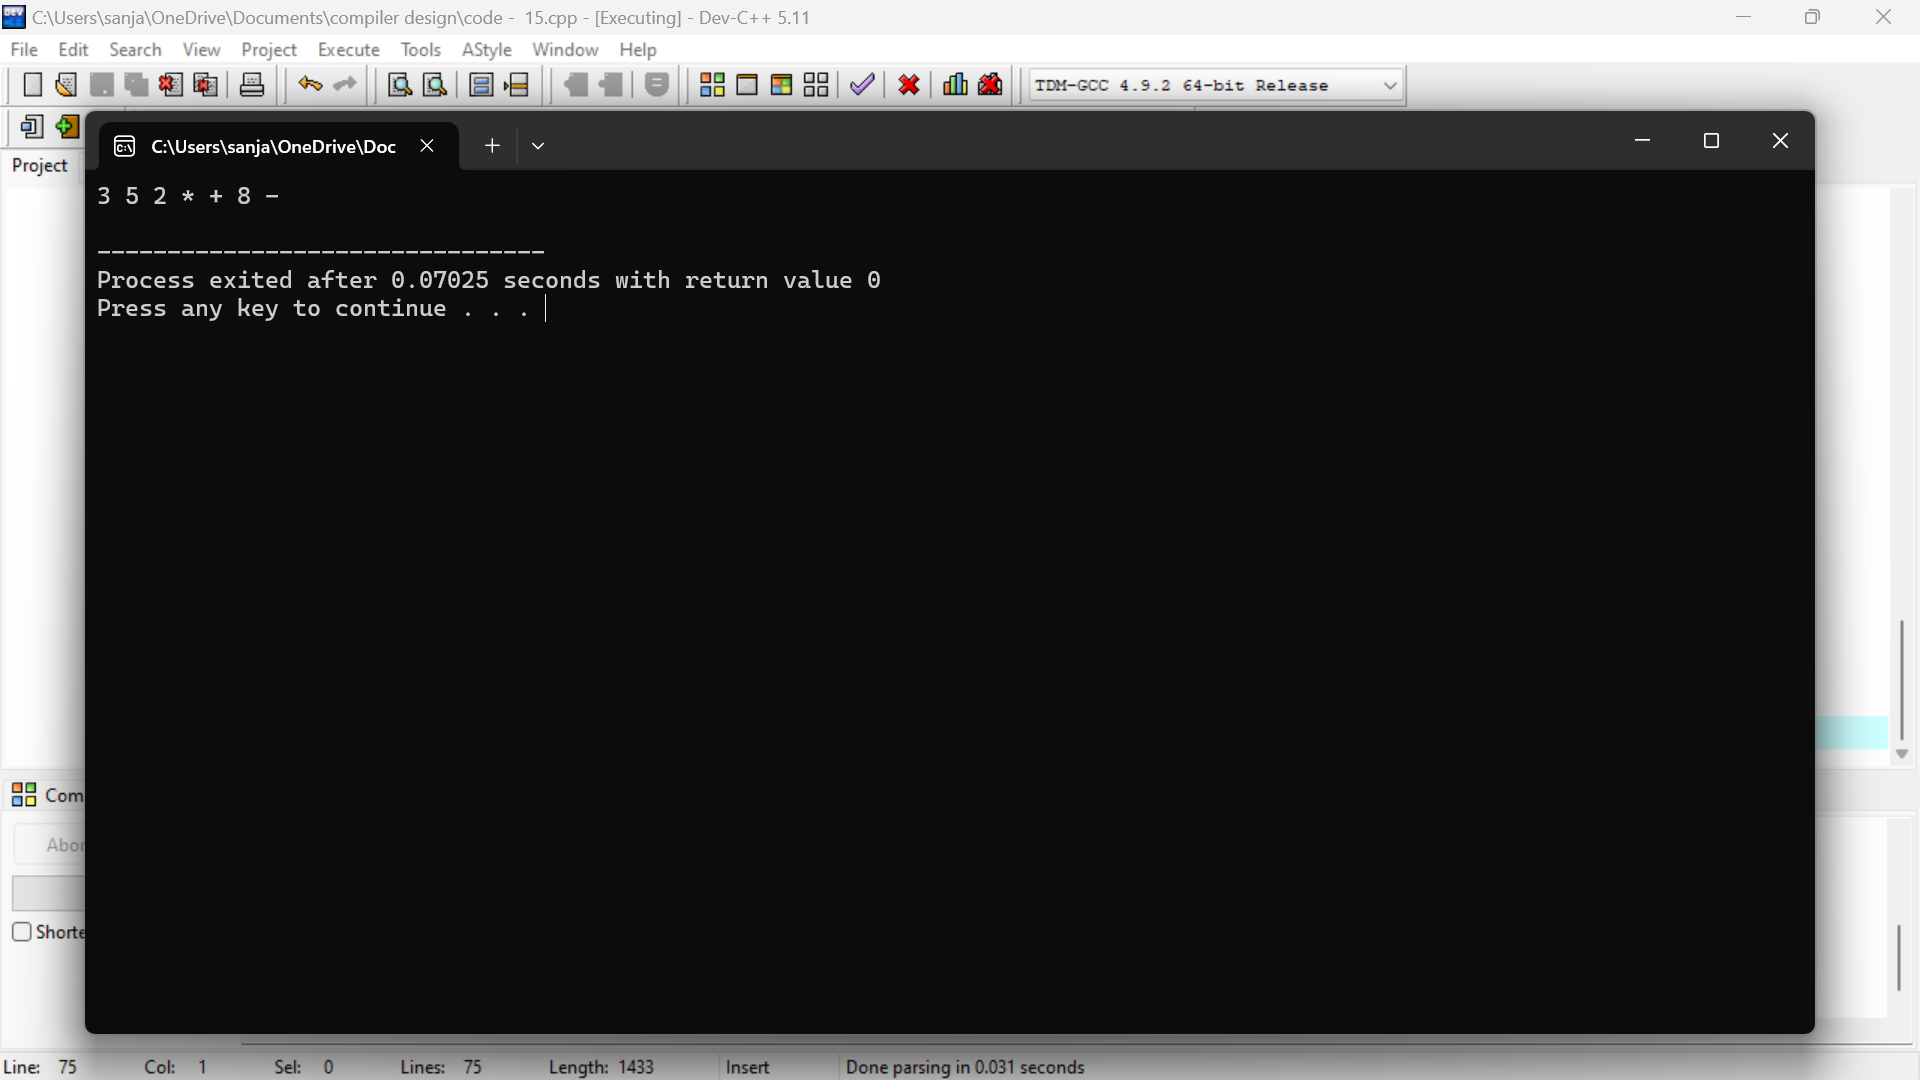 C:\Users\sanja\OneDrive\Documents\compiler design\code - 15.cpp - [Executing] - Dev-C++ 5.11
File Edit Search View Project Execute Tools AStyle Window Help
TDM-GCC 4.9.2 64-bit Release
C:\Users\sanja\OneDrive\Doc
Project
3 5 2 * + 8 -
--------------------------------
Process exited after 0.07025 seconds with return value 0
Press any key to continue . . .
Com
Abor
Shorte
Line: 75 Col: 1 Sel: 0 Lines: 75 Length: 1433 Insert Done parsing in 0.031 seconds